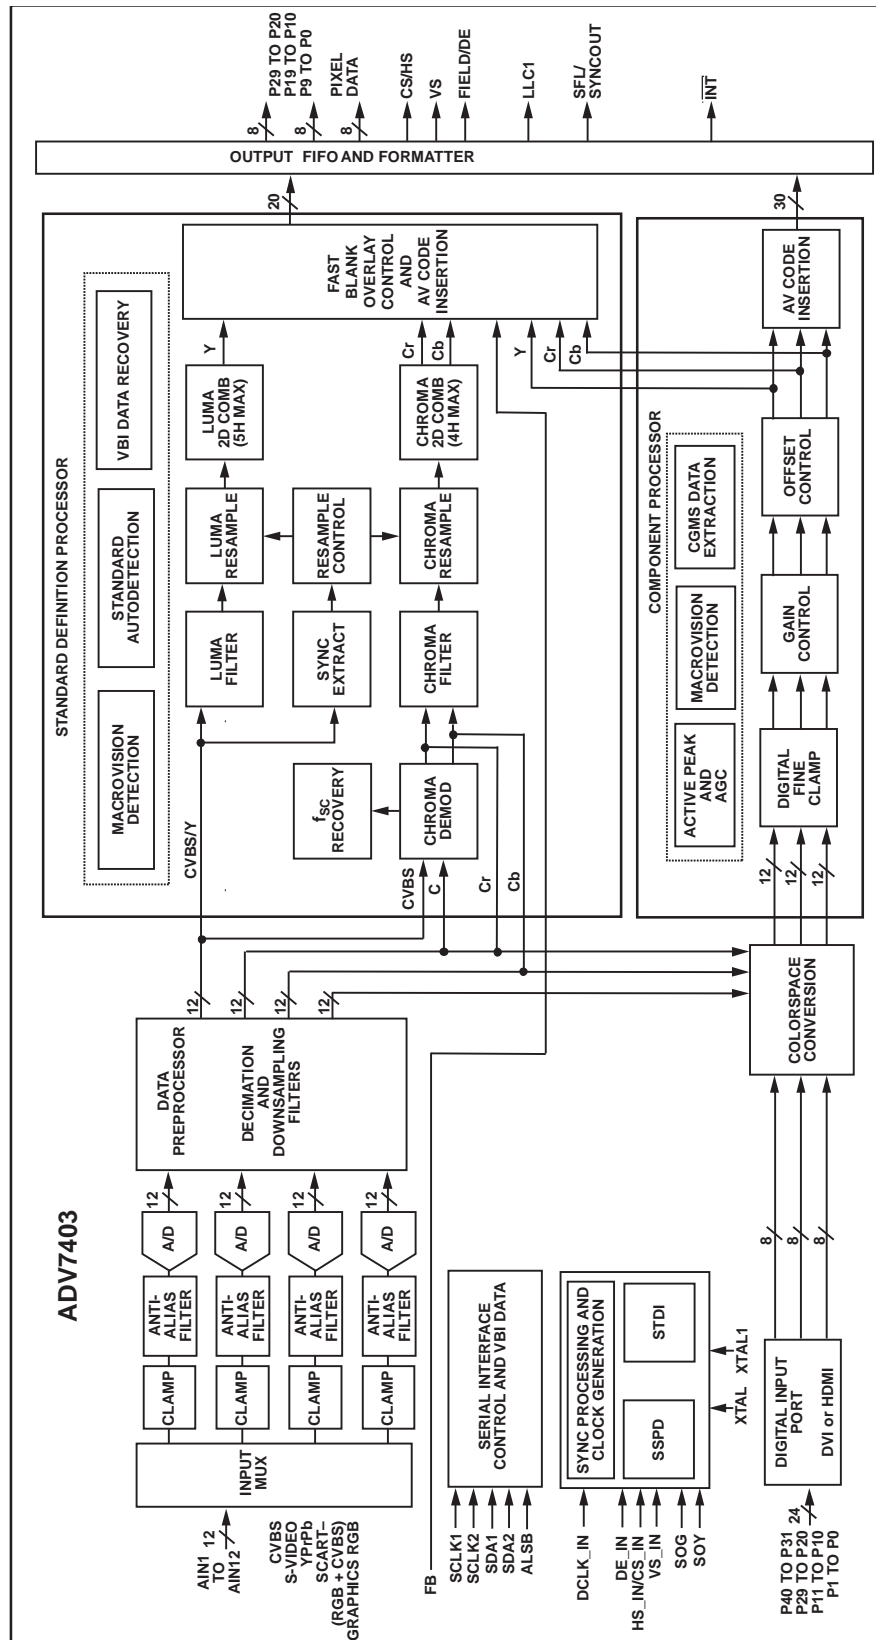 ADV7403
AIN1
TO
AIN12
12
CVBS
S-VIDEO
YPrPb
SCART–
(RGB + CVBS)
GRAPHICS RGB
INPUT
MUX
CLAMP
ANTI-
ALIAS
FILTER
A/D
12
CLAMP
ANTI-
ALIAS
FILTER
A/D
12
CLAMP
ANTI-
ALIAS
FILTER
A/D
12
CLAMP
ANTI-
ALIAS
FILTER
A/D
12
DATA
PREPROCESSOR
DECIMATION
AND
DOWNSAMPLING
FILTERS
12
12
12
12
FB
SCLK1
SCLK2
SDA1
SDA2
ALSB
SERIAL INTERFACE
CONTROL AND VBI DATA
DCLK_IN
DE_IN
HS_IN/CS_IN
VS_IN
SOG
SOY
SYNC PROCESSING AND
CLOCK GENERATION
SSPD
STDI
XTAL
XTAL1
P40 TO P31
P29 TO P20
P11 TO P10
P1 TO P0
24
DIGITAL INPUT
PORT
DVI or HDMI
8
8
8
COLORSPACE
CONVERSION
12
12
12
STANDARD DEFINITION PROCESSOR
MACROVISION
DETECTION
STANDARD
AUTODETECTION
VBI DATA RECOVERY
CVBS/Y
LUMA
FILTER
LUMA
RESAMPLE
LUMA
2D COMB
(5H MAX)
Y
SYNC
EXTRACT
RESAMPLE
CONTROL
fSC
RECOVERY
CVBS
C
Cr
Cb
CHROMA
DEMOD
CHROMA
FILTER
CHROMA
RESAMPLE
CHROMA
2D COMB
(4H MAX)
Cr
Cb
Y
Cr
Cb
FAST
BLANK
OVERLAY
CONTROL
AND
AV CODE
INSERTION
20
COMPONENT PROCESSOR
ACTIVE PEAK
AND
AGC
MACROVISION
DETECTION
CGMS DATA
EXTRACTION
DIGITAL
FINE
CLAMP
GAIN
CONTROL
OFFSET
CONTROL
AV CODE
INSERTION
30
OUTPUT FIFO AND FORMATTER
8
8
8
P29 TO P20
P19 TO P10
P9 TO P0
PIXEL
DATA
CS/HS
VS
FIELD/DE
LLC1
SFL/
SYNCOUT
INT